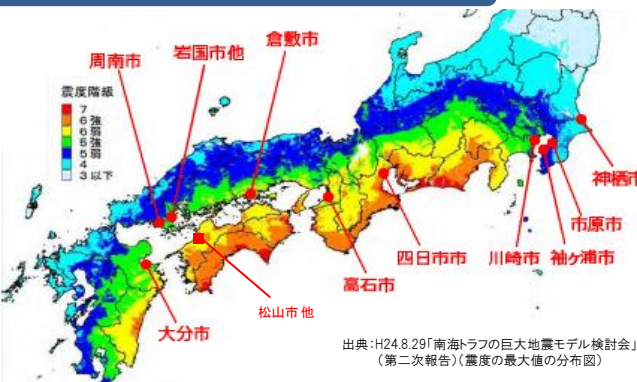 周南市
岩国市他
倉敷市
震度階級
7
6強
6弱
5強
5弱
4
3以下
神栖市
市原市
四日市市
川崎市
袖ヶ浦市
高石市
松山市 他
大分市
出典:H24.8.29「南海トラフの巨大地震モデル検討会」
(第二次報告)(震度の最大値の分布図)